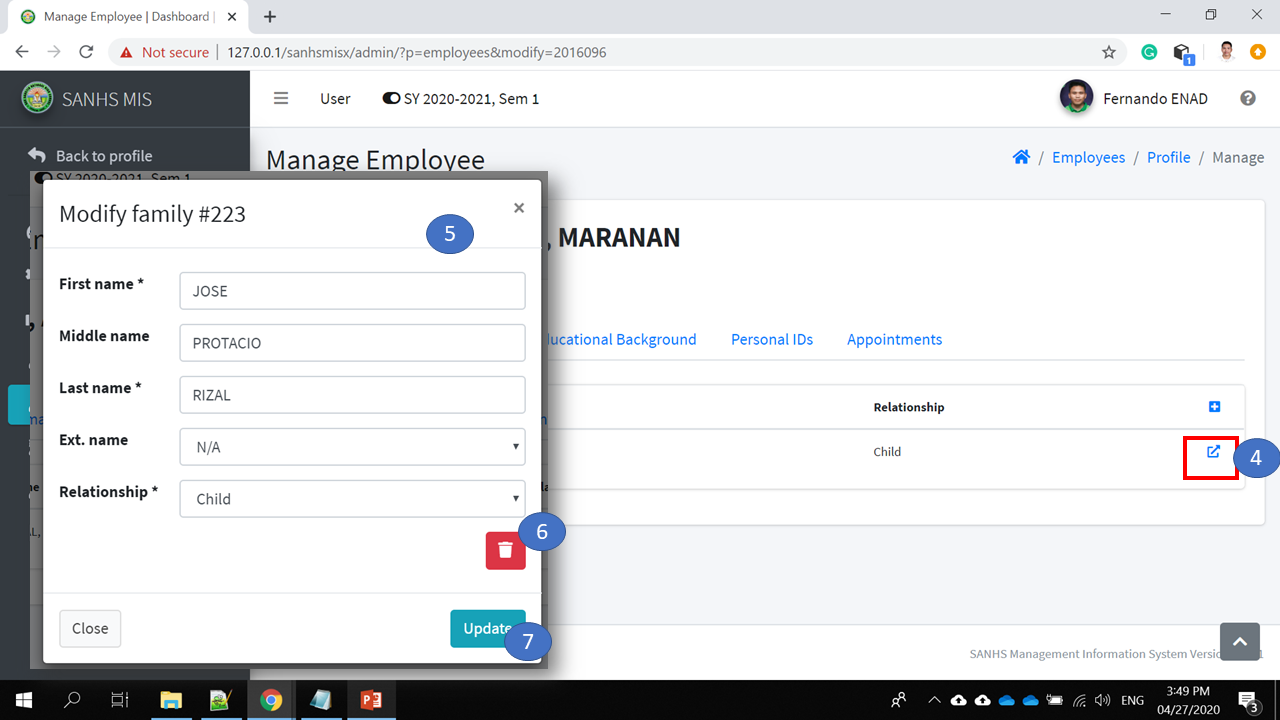 Manage Employee | Dashboard |
Not secure | 127.0.0.1/sanhsmisx/admin/?p=employees&modify=2016096
1
SANHS MIS
User
SY 2020-2021, Sem 1
Fernando ENAD
Back to profile
SY 2020-2021, Sem 1
Manage Employee
/ Employees / Profile / Manage
Modify family #223
×
5
, MARANAN
First name *
JOSE
Middle name
PROTACIO
Last name *
RIZAL
Ext. name
N/A
Relationship *
Child
6
Close
Update
7
ucational Background
Personal IDs
Appointments
Relationship
Child
4
SANHS Management Information System Versi
ENG
3:49 PM
04/27/2020
3